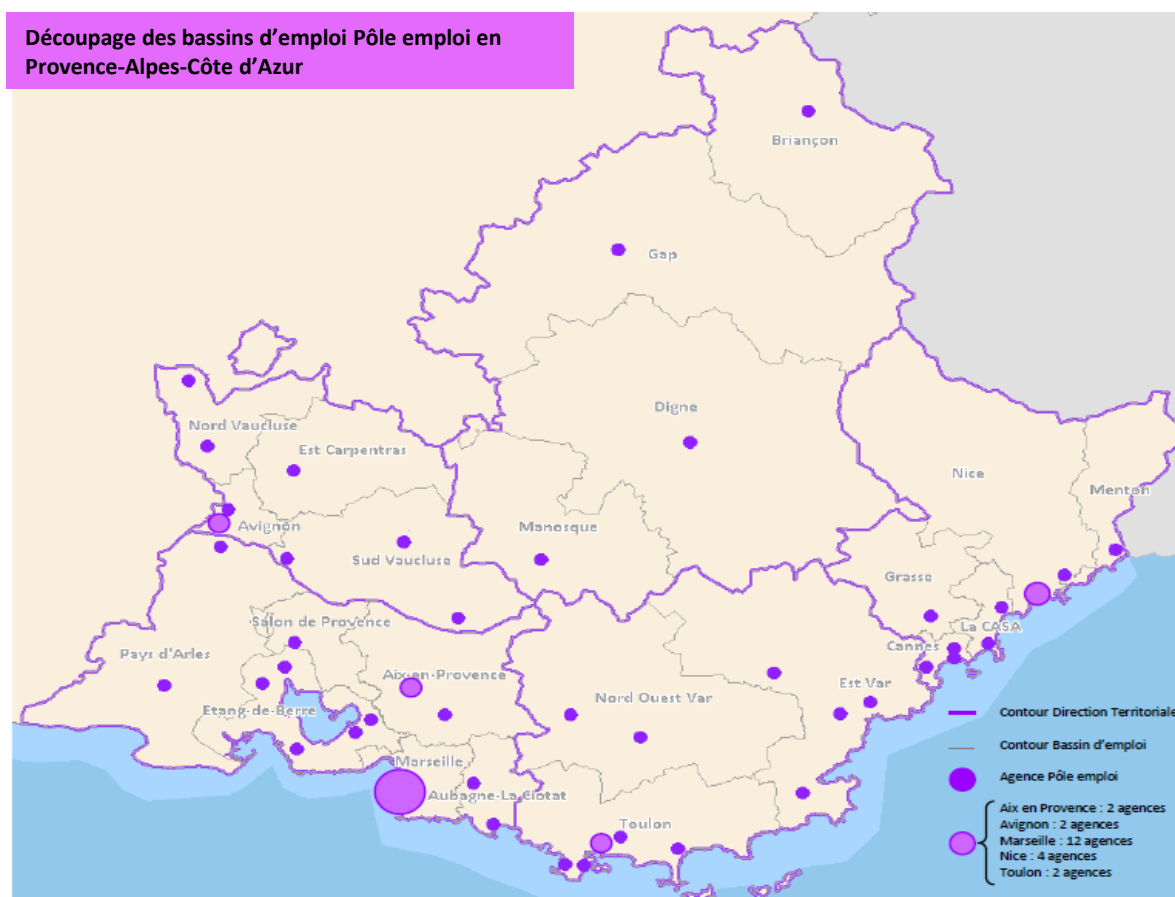 Découpage des bassins d’emploi Pôle emploi en
Provence-Alpes-Côte d’Azur
Briançon
Gap
Digne
Nord Vaucluse
Est Carpentras
Nice
Menton
Avignon
Manosque
Sud Vaucluse
Grasse
Salon de Provence
La CASA
Pays d'Arles
Cannes
Aix-en-Provence
Est Var
Nord Ouest Var
Etang-de-Berre
Contour Direction Territoriale
Contour Bassin d’emploi
Marseille
Agence Pôle emploi
Aubagne-La Ciotat
Toulon
Aix en Provence : 2 agences
Avignon : 2 agences
Marseille : 12 agences
Nice : 4 agences
Toulon : 2 agences